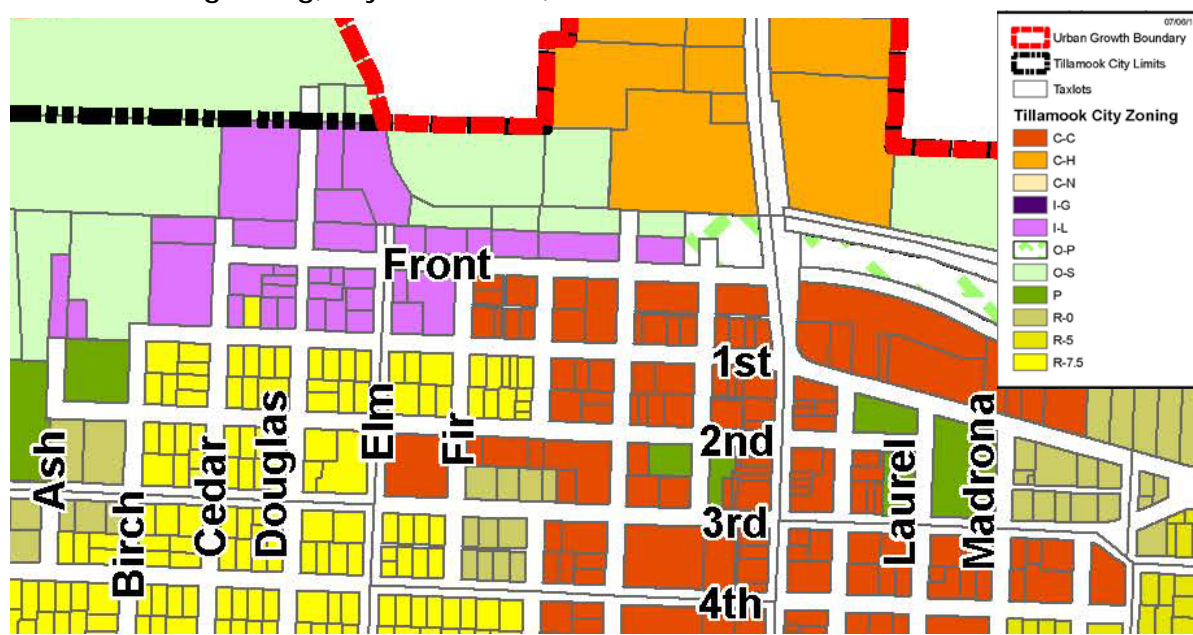 07/06/1
Urban Growth Boundary
Tillamook City Limits
Taxlots
Tillamook City Zoning
C-C
C-H
C-N
I-G
I-L
O-P
O-S
P
R-0
R-5
R-7.5
Front
1st
2nd
3rd
4th
Ash
Birch
Cedar
Douglas
Elm
Fir
Laurel
Madrona